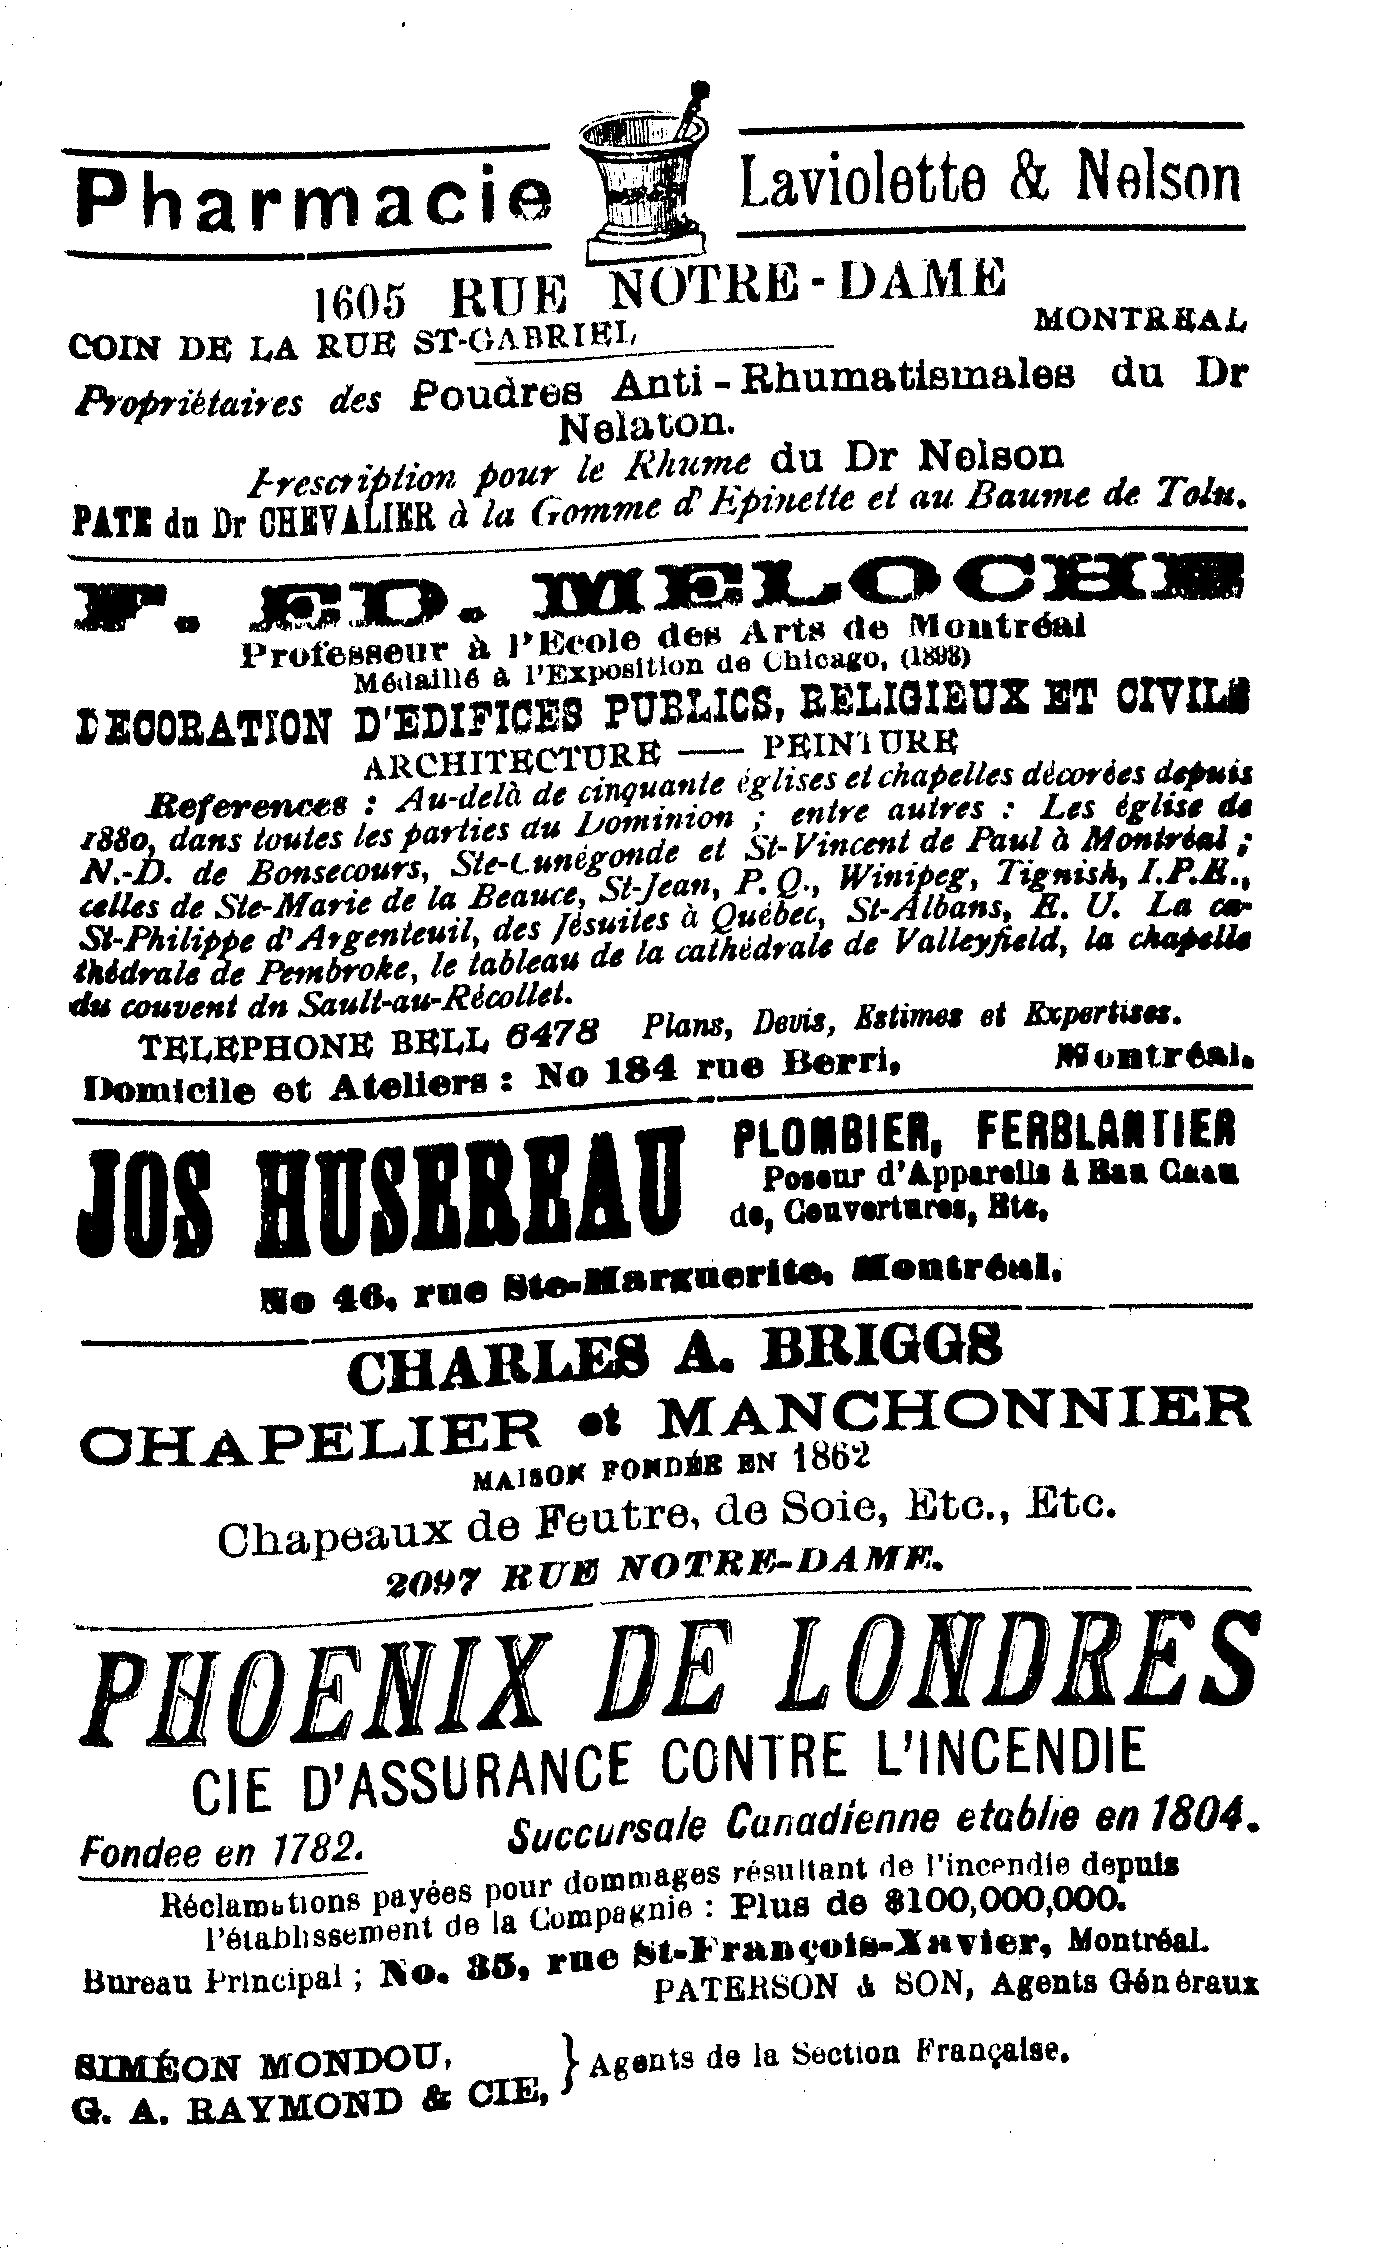 Pharmacie Laviolette & Nelson
1605 RUE NOTRE-DAME
COIN DE LA RUE ST-GABRIEL MONTREAL
Propriètaires des Poudres Anti-Rhumatismales du Dr
Nelaton.
Prescription pour le Rhume du Dr Nelson
PATE du Dr CHEVALIER à la Gomme d'Epinette et au Baume de Tolu.
F. ED. MELOCHE
Professeur à l'Ecole des Arts de Montréal
Médaillé à l'Exposition de Chicago, (1893)
DECORATION D'EDIFICES PUBLICS, RELIGIEUX ET CIVILS
ARCHITECTURE — PEINTURE
References : Au-delà de cinquante églises et chapelles décorées depuis
1880, dans toutes les parties du Dominion ; entre autres : Les église de
N.-D. de Bonsecours, Ste-Cunégonde et St-Vincent de Paul à Montréal ;
celles de Ste-Marie de la Beauce, St-Jean, P. Q., Winipeg, Tignish, I.P.E.,
St-Philippe d'Argenteuil, des Jésuites à Québec, St-Albans, E. U. La ca-
thédrale de Pembroke, le tableau de la cathédrale de Valleyfield, la chapelle
du couvent dn Sault-au-Récollet.
TELEPHONE BELL 6478 Plans, Devis, Estimes et Expertises.
Domicile et Ateliers : No 184 rue Berri, Montréal.
JOS HUSEREAU PLOMBIER, FERBLANTIER
Poseur d'Apparells à Eau Chau
de, Couvertures, Etc.
No 46, rue Ste-Marguerite, Montréal.
CHARLES A. BRIGGS
CHAPELIER et MANCHONNIER
MAISON FONDÉE EN 1862
Chapeaux de Feutre, de Soie, Etc., Etc.
2097 RUE NOTRE-DAME.
PHOENIX DE LONDRES
CIE D'ASSURANCE CONTRE L'INCENDIE
Fondee en 1782. Succursale Canadienne etablie en 1804.
Réclamations payées pour dommages résultant de l'incendie depuis
l'établissement de la Compagnie : Plus de $100,000,000.
Bureau Principal ; No. 35, rue St-François-Xavier, Montréal.
PATERSON & SON, Agents Généraux
SIMÉON MONDOU,
G. A. RAYMOND & CIE, } Agents de la Section Française.